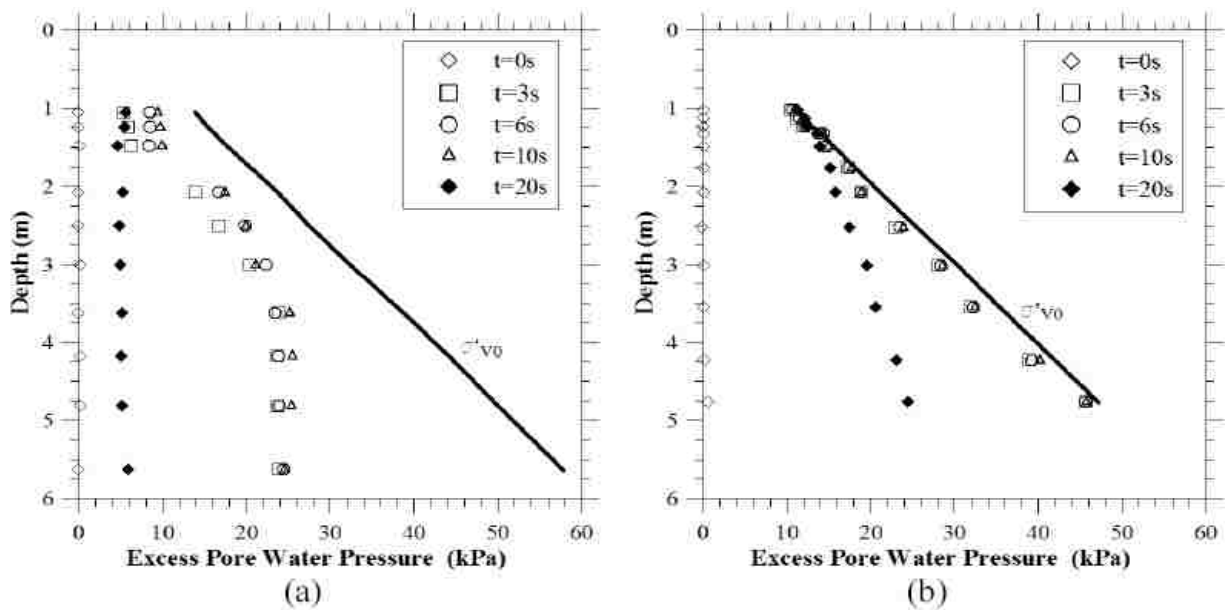 0 10 20 30 40 50 60
0
1
2
3
4
5
6
Depth (m)
t=0s
t=3s
t=6s
t=10s
t=20s
σ'V0
Excess Pore Water Pressure (kPa)
(a)
0 10 20 30 40 50 60
0
1
2
3
4
5
6
Depth (m)
t=0s
t=3s
t=6s
t=10s
t=20s
σ'V0
Excess Pore Water Pressure (kPa)
(b)